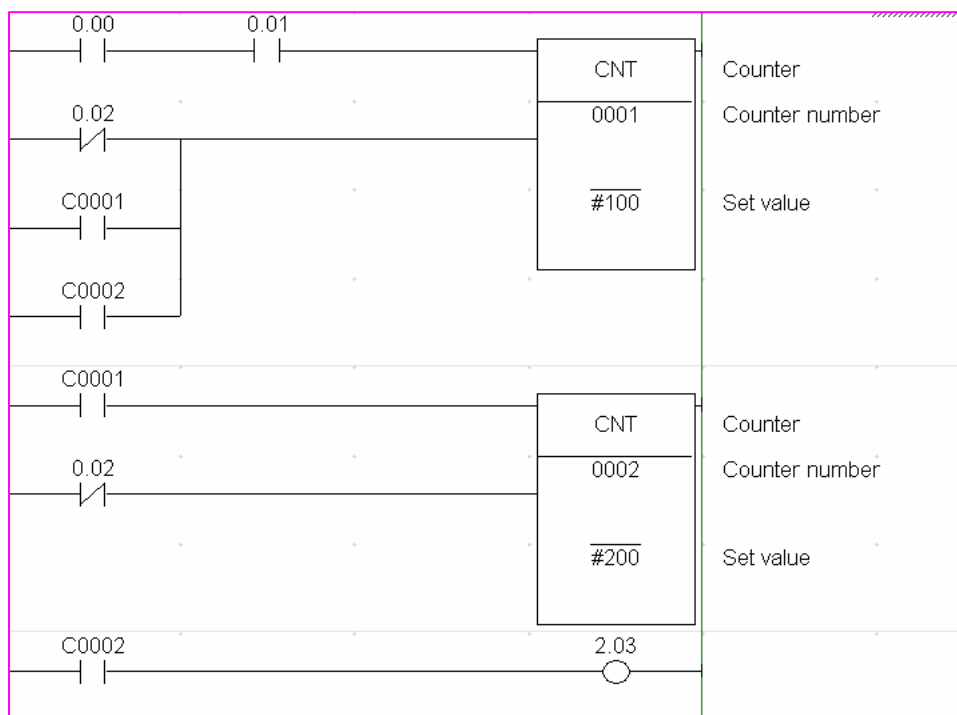 0.00 0.01
CNT Counter
0.02 0001 Counter number
C0001 #100 Set value
C0002
C0001
CNT Counter
0.02 0002 Counter number
#200 Set value
C0002 2.03